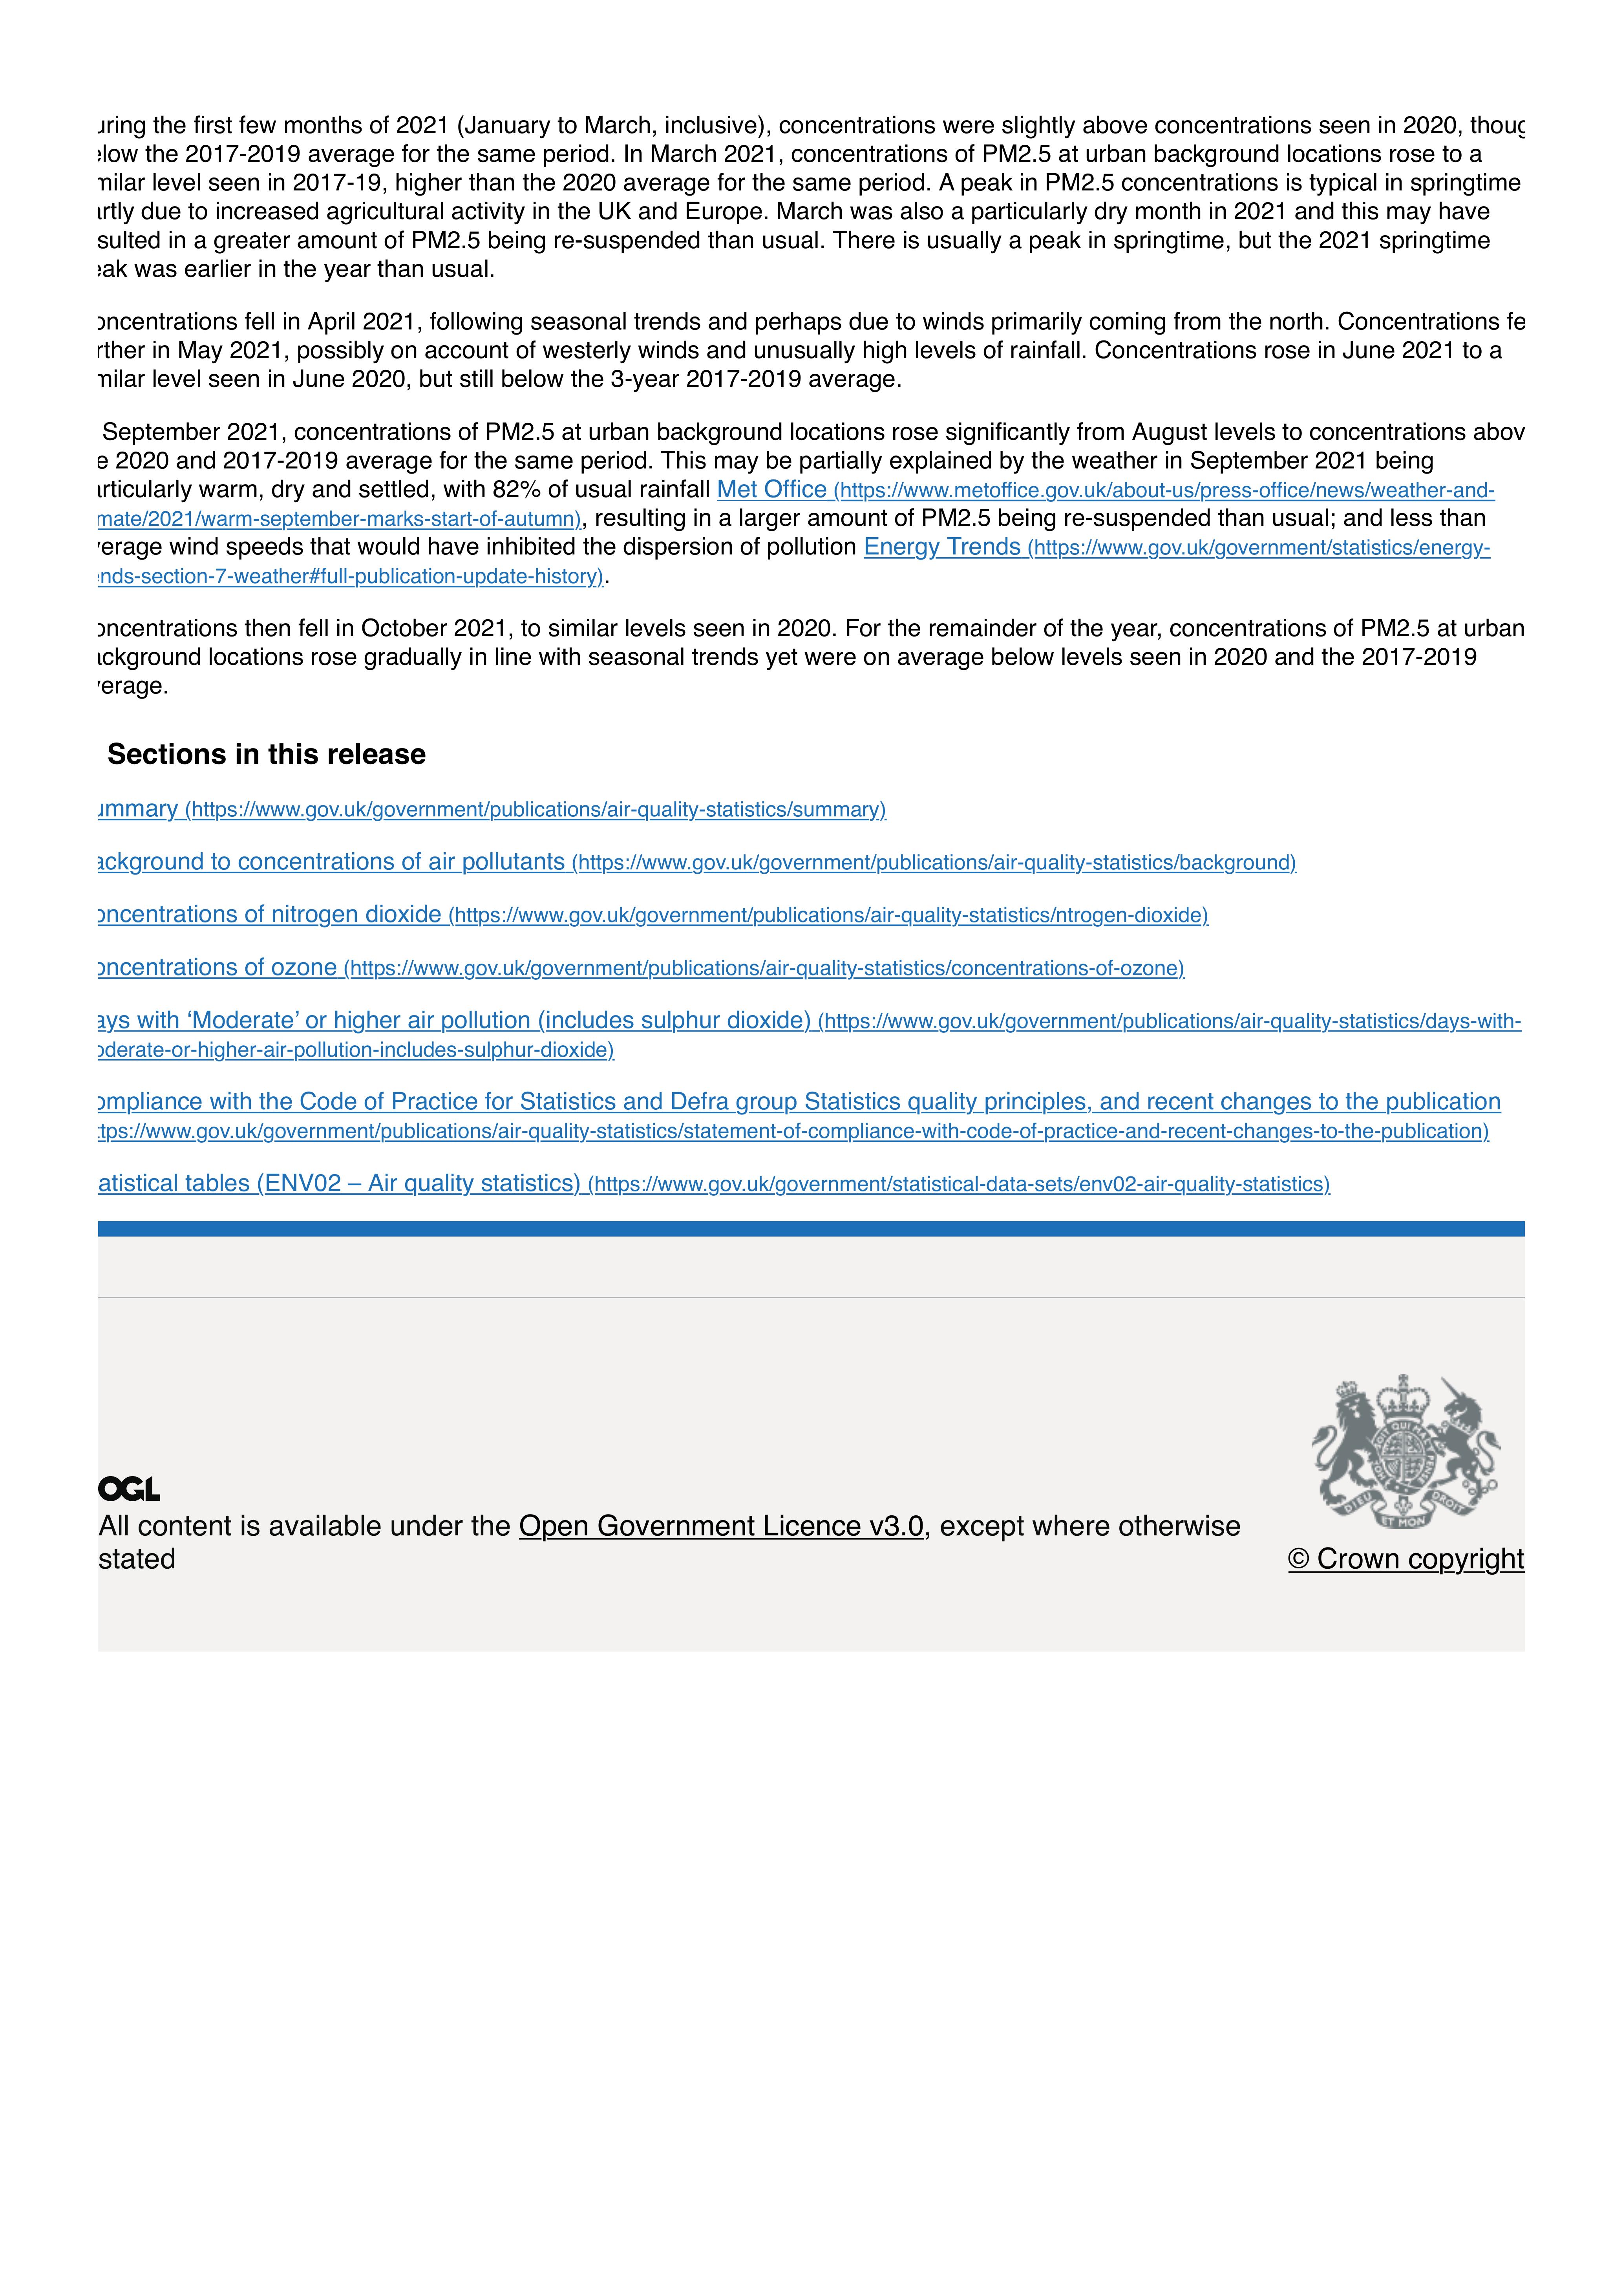 uring the first few months of 2021 (January to March, inclusive), concentrations were slightly above concentrations seen in 2020, thoug
elow the 2017-2019 average for the same period. In March 2021, concentrations of PM2.5 at urban background locations rose to a
milar level seen in 2017-19, higher than the 2020 average for the same period. A peak in PM2.5 concentrations is typical in springtime
artly due to increased agricultural activity in the UK and Europe. March was also a particularly dry month in 2021 and this may have
sulted in a greater amount of PM2.5 being re-suspended than usual. There is usually a peak in springtime, but the 2021 springtime
eak was earlier in the year than usual.
oncentrations fell in April 2021, following seasonal trends and perhaps due to winds primarily coming from the north. Concentrations fe
rther in May 2021, possibly on account of westerly winds and unusually high levels of rainfall. Concentrations rose in June 2021 to a
milar level seen in June 2020, but still below the 3-year 2017-2019 average.
September 2021, concentrations of PM2.5 at urban background locations rose significantly from August levels to concentrations abov
e 2020 and 2017-2019 average for the same period. This may be partially explained by the weather in September 2021 being
articularly warm, dry and settled, with 82% of usual rainfall Met Office (https://www.metoffice.gov.uk/about-us/press-office/news/weather-and-
mate/2021/warm-september-marks-start-of-autumn), resulting in a larger amount of PM2.5 being re-suspended than usual; and less than
verage wind speeds that would have inhibited the dispersion of pollution Energy Trends (https://www.gov.uk/government/statistics/energy-
ends-section-7-weather#full-publication-update-history).
oncentrations then fell in October 2021, to similar levels seen in 2020. For the remainder of the year, concentrations of PM2.5 at urban
ackground locations rose gradually in line with seasonal trends yet were on average below levels seen in 2020 and the 2017-2019
verage.
Sections in this release
ummary (https://www.gov.uk/government/publications/air-quality-statistics/summary)
ackground to concentrations of air pollutants (https://www.gov.uk/government/publications/air-quality-statistics/background)
oncentrations of nitrogen dioxide (https://www.gov.uk/government/publications/air-quality-statistics/ntrogen-dioxide)
oncentrations of ozone (https://www.gov.uk/government/publications/air-quality-statistics/concentrations-of-ozone)
ays with ‘Moderate’ or higher air pollution (includes sulphur dioxide) (https://www.gov.uk/government/publications/air-quality-statistics/days-with-
oderate-or-higher-air-pollution-includes-sulphur-dioxide)
ompliance with the Code of Practice for Statistics and Defra group Statistics quality principles, and recent changes to the publication
ttps://www.gov.uk/government/publications/air-quality-statistics/statement-of-compliance-with-code-of-practice-and-recent-changes-to-the-publication)
atistical tables (ENV02 – Air quality statistics) (https://www.gov.uk/government/statistical-data-sets/env02-air-quality-statistics)
OGL
All content is available under the Open Government Licence v3.0, except where otherwise
stated
DIEU ET MON DROIT
© Crown copyright